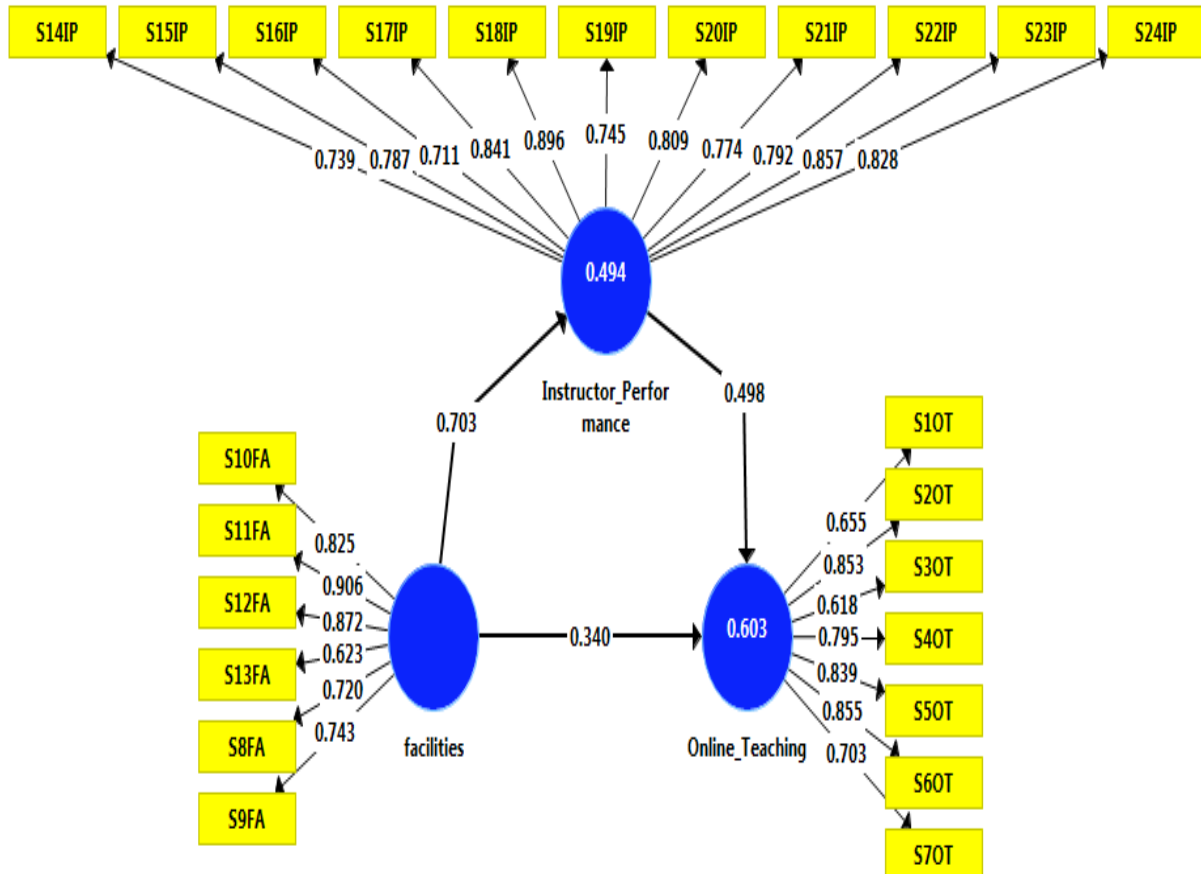 S14IP
S15IP
S16IP
S17IP
S18IP
S19IP
S20IP
S21IP
S22IP
S23IP
S24IP
0.739
0.787
0.711
0.841
0.896
0.745
0.809
0.774
0.792
0.857
0.828
0.494
Instructor_Perfor
mance
0.703
0.498
S10FA
S11FA
S12FA
S13FA
S8FA
S9FA
0.825
0.906
0.872
0.623
0.720
0.743
facilities
0.340
0.603
Online_Teaching
0.655
0.853
0.618
0.795
0.839
0.855
0.703
S1OT
S2OT
S3OT
S4OT
S5OT
S6OT
S7OT